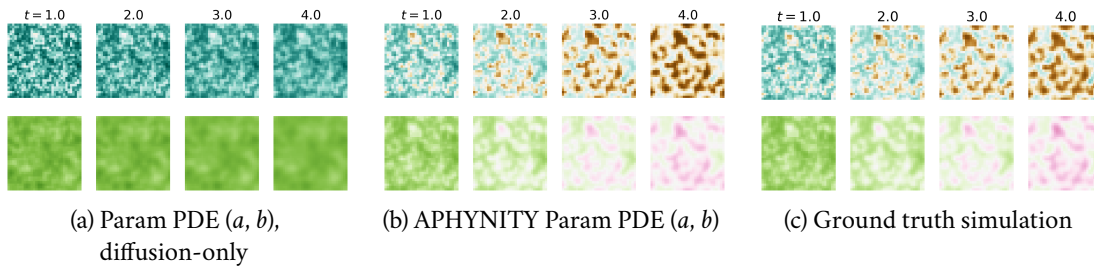 t = 1.0 2.0 3.0 4.0
t = 1.0 2.0 3.0 4.0
t = 1.0 2.0 3.0 4.0
(a) Param PDE (a, b),
diffusion-only
(b) APHYNITY Param PDE (a, b)
(c) Ground truth simulation